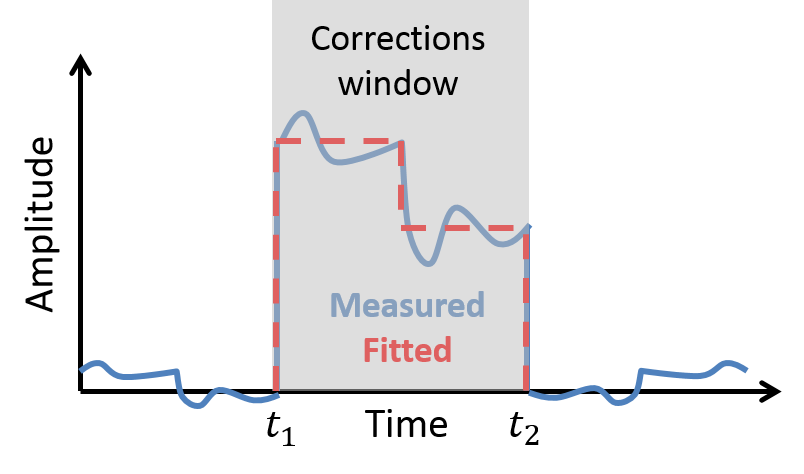 Corrections
window
Amplitude
Measured
Fitted
t₁
Time
t₂